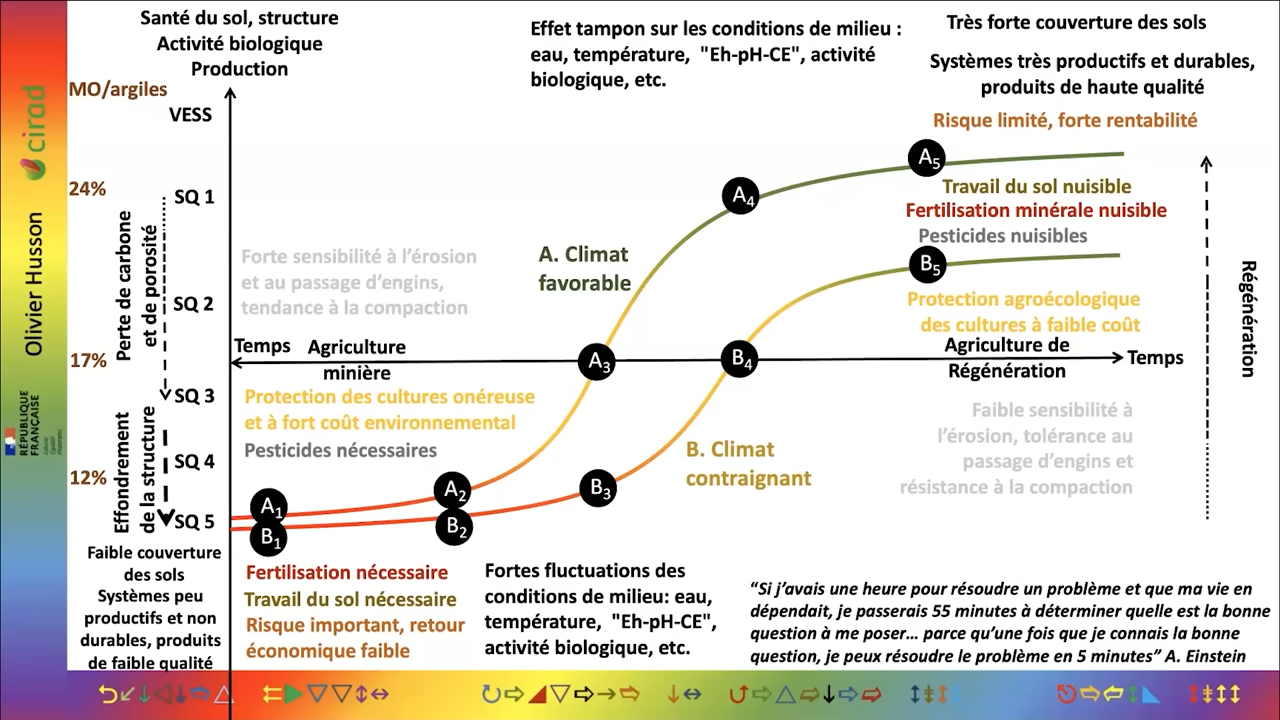 Santé du sol, structure
Activité biologique
Production
MO/argiles
VESS
Effet tampon sur les conditions de milieu :
eau, température, "Eh-pH-CE", activité
biologique, etc.
Très forte couverture des sols
Systèmes très productifs et durables,
produits de haute qualité
Risque limité, forte rentabilité
cirad
Olivier Husson
RÉPUBLIQUE
FRANÇAISE
24%
17%
12%
SQ 1
SQ 2
SQ 3
SQ 4
SQ 5
Perte de carbone
et de porosité
Effondrement
de la structure
Forte sensibilité à l'érosion
et au passage d'engins,
tendance à la compaction
A. Climat
favorable
A4
A5
Travail du sol nuisible
Fertilisation minérale nuisible
Pesticides nuisibles
B5
Protection agroécologique
des cultures à faible coût
Régénération
Temps
Agriculture
minière
A3
B4
Agriculture de
Régénération
Temps
Protection des cultures onéreuse
et à fort coût environnemental
Pesticides nécessaires
B. Climat
contraignant
Faible sensibilité à
l'érosion, tolérance au
passage d'engins et
résistance à la compaction
A1
B1
A2
B2
B3
Faible couverture
des sols
Systèmes peu
productifs et non
durables, produits
de faible qualité
Fertilisation nécessaire
Travail du sol nécessaire
Risque important, retour
économique faible
Fortes fluctuations des
conditions de milieu: eau,
température, "Eh-pH-CE",
activité biologique, etc.
“Si j'avais une heure pour résoudre un problème et que ma vie en
dépendait, je passerais 55 minutes à déterminer quelle est la bonne
question à me poser... parce qu'une fois que je connais la bonne
question, je peux résoudre le problème en 5 minutes” A. Einstein